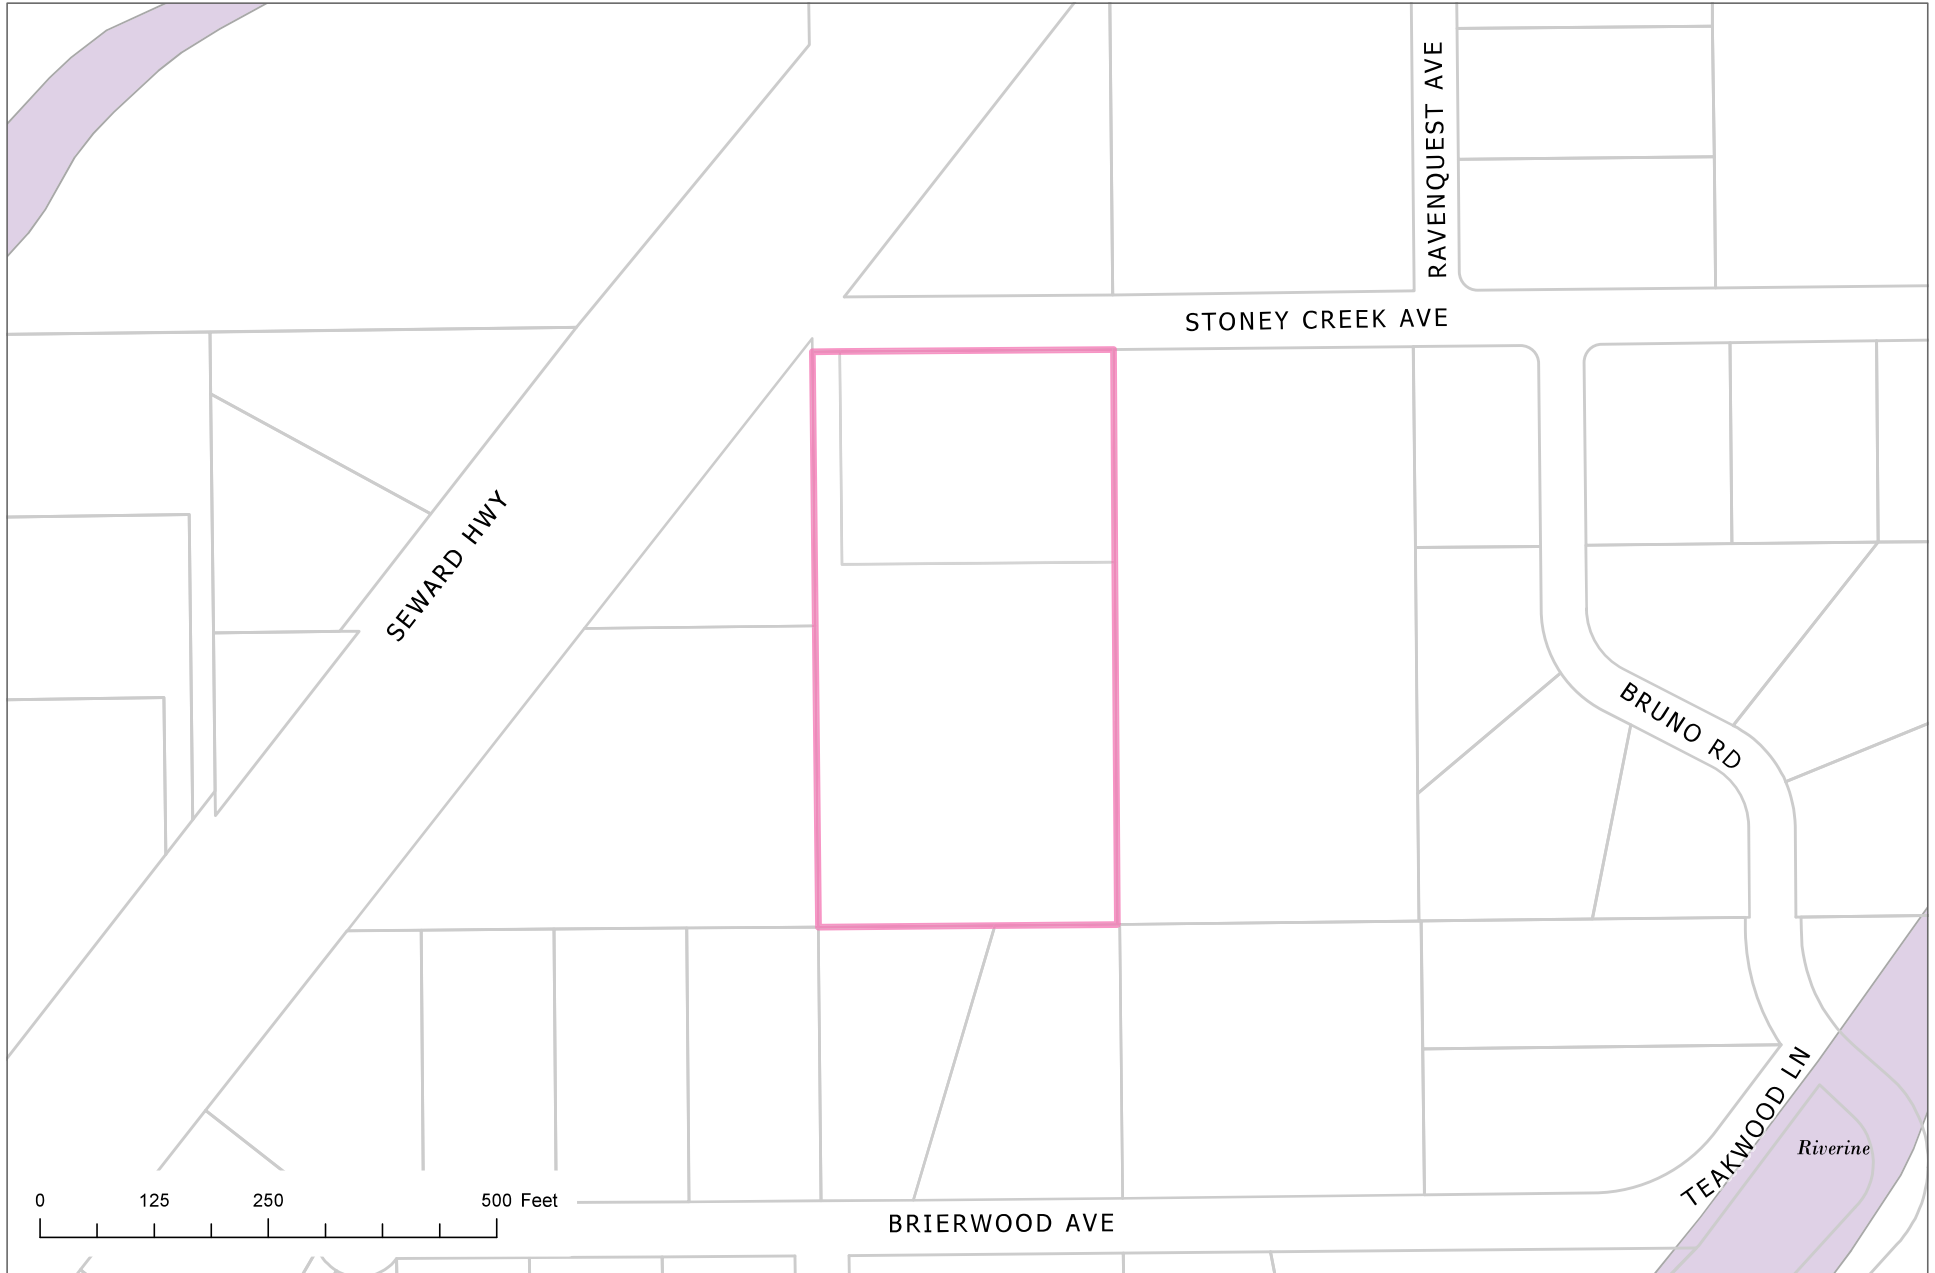 RAVENQUEST AVE
STONEY CREEK AVE
SEWARD HWY
BRUNO RD
TEAKWOOD LN
Riverine
0 125 250 500 Feet
BRIERWOOD AVE